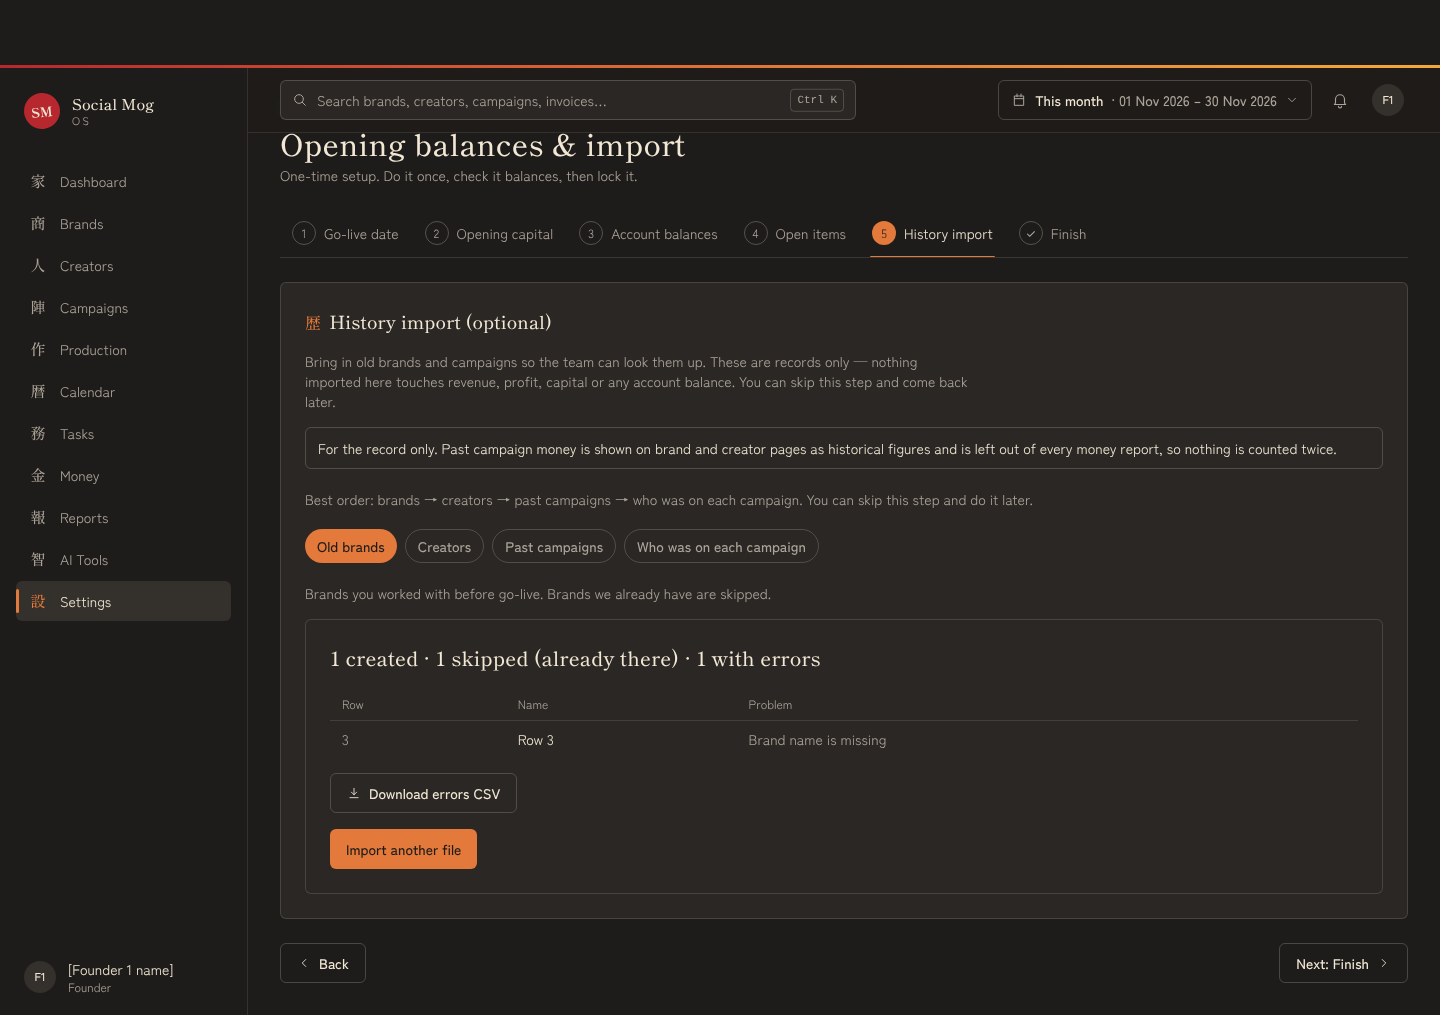 SM
Social Mog
OS
Search brands, creators, campaigns, invoices...
Ctrl K
This month · 01 Nov 2026 – 30 Nov 2026
F1
家 Dashboard
商 Brands
人 Creators
陣 Campaigns
作 Production
暦 Calendar
務 Tasks
金 Money
報 Reports
智 AI Tools
設 Settings
F1
[Founder 1 name]
Founder
Opening balances & import
One-time setup. Do it once, check it balances, then lock it.
1 Go-live date
2 Opening capital
3 Account balances
4 Open items
5 History import
Finish
歴 History import (optional)
Bring in old brands and campaigns so the team can look them up. These are records only — nothing
imported here touches revenue, profit, capital or any account balance. You can skip this step and come back
later.
For the record only. Past campaign money is shown on brand and creator pages as historical figures and is left out of every money report, so nothing is counted twice.
Best order: brands → creators → past campaigns → who was on each campaign. You can skip this step and do it later.
Old brands
Creators
Past campaigns
Who was on each campaign
Brands you worked with before go-live. Brands we already have are skipped.
1 created · 1 skipped (already there) · 1 with errors
Row Name Problem
3 Row 3 Brand name is missing
Download errors CSV
Import another file
Back
Next: Finish